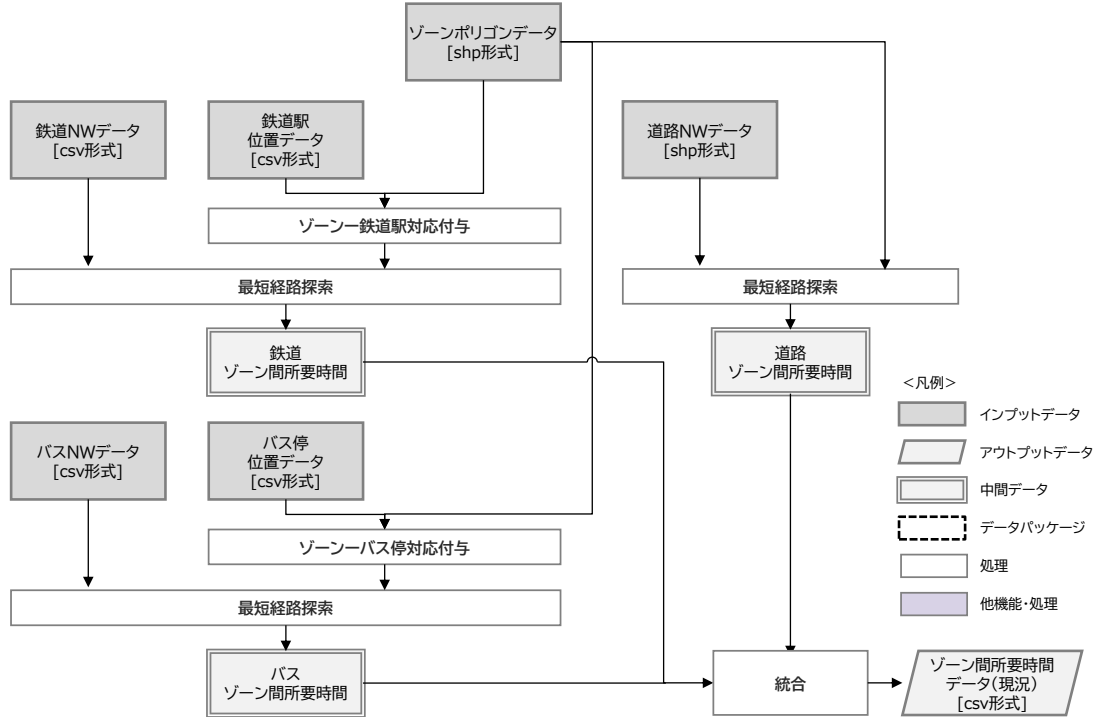 ゾーンポリゴンデータ
[shp形式]
鉄道NWデータ
[csv形式]
鉄道駅
位置データ
[csv形式]
道路NWデータ
[shp形式]
ゾーンー鉄道駅対応付与
最短経路探索
最短経路探索
鉄道
ゾーン間所要時間
道路
ゾーン間所要時間
バスNWデータ
[csv形式]
バス停
位置データ
[csv形式]
ゾーンーバス停対応付与
最短経路探索
バス
ゾーン間所要時間
統合
ゾーン間所要時間
データ(現況)
[csv形式]
<凡例>
インプットデータ
アウトプットデータ
中間データ
データパッケージ
処理
他機能・処理